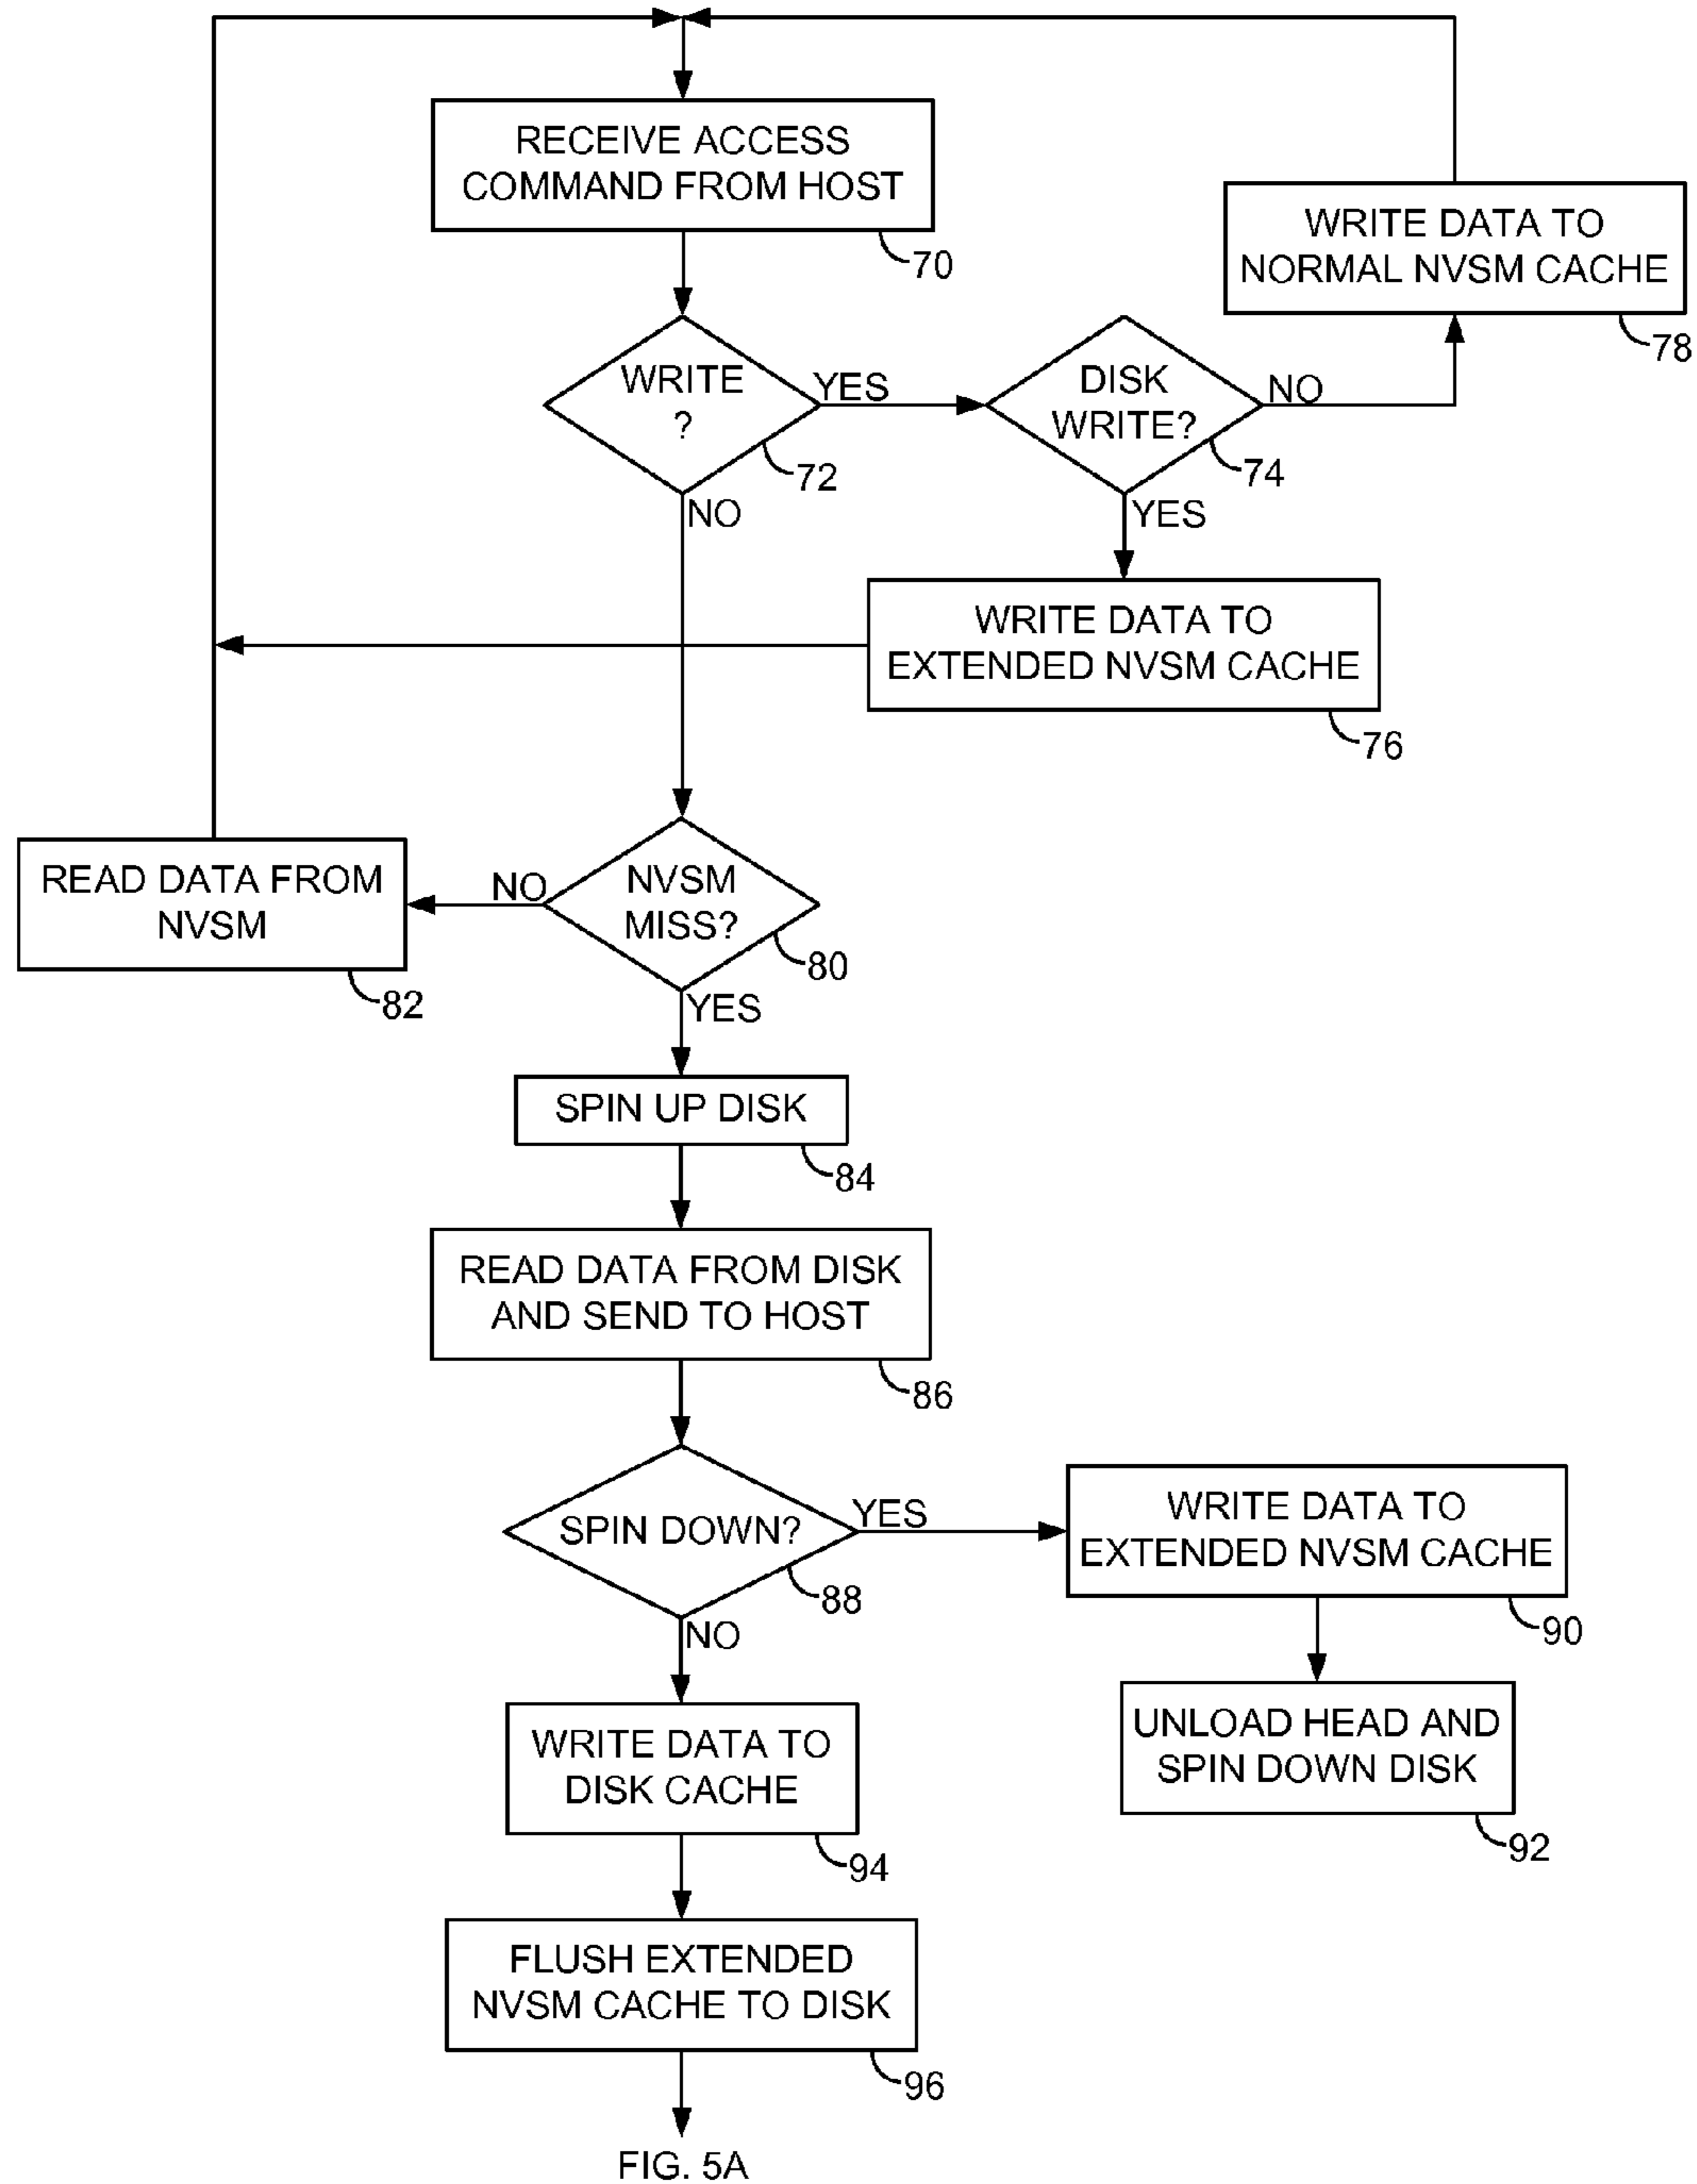 RECEIVE ACCESS
COMMAND FROM HOST
70
WRITE DATA TO
NORMAL NVSM CACHE
78
WRITE
?
72
YES
NO
DISK
WRITE?
74
NO
YES
WRITE DATA TO
EXTENDED NVSM CACHE
76
NVSM
MISS?
80
NO
YES
READ DATA FROM
NVSM
82
SPIN UP DISK
84
READ DATA FROM DISK
AND SEND TO HOST
86
SPIN DOWN?
88
YES
NO
WRITE DATA TO
EXTENDED NVSM CACHE
90
UNLOAD HEAD AND
SPIN DOWN DISK
92
WRITE DATA TO
DISK CACHE
94
FLUSH EXTENDED
NVSM CACHE TO DISK
96
FIG. 5A